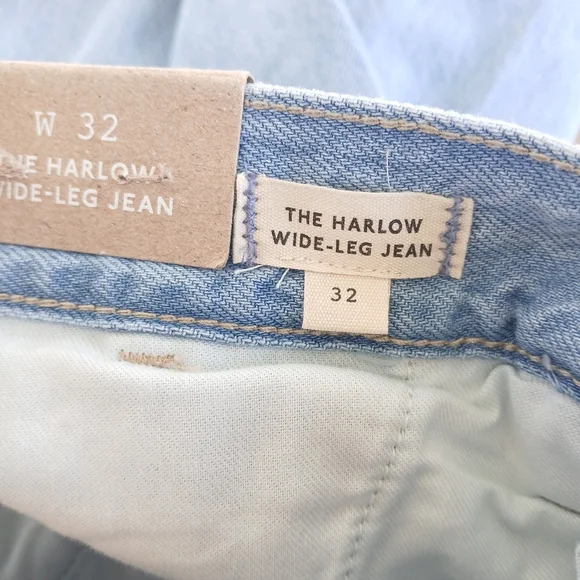 W 32
THE HARLOW
WIDE-LEG JEAN
THE HARLOW
WIDE-LEG JEAN
32